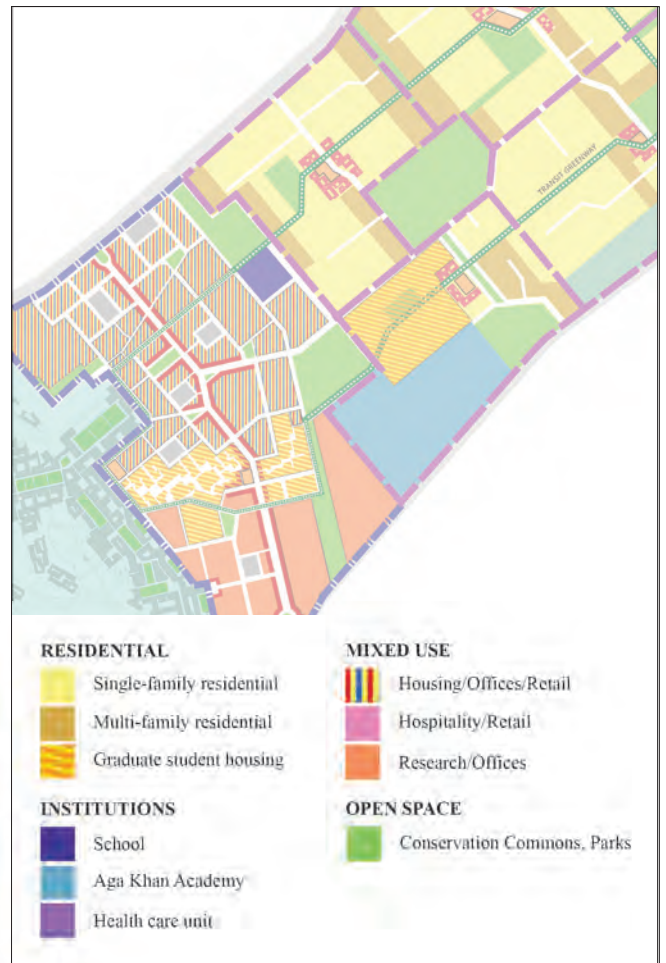 TRANSIT GREENWAY
RESIDENTIAL
Single-family residential
Multi-family residential
Graduate student housing
INSTITUTIONS
School
Aga Khan Academy
Health care unit
MIXED USE
Housing/Offices/Retail
Hospitality/Retail
Research/Offices
OPEN SPACE
Conservation Commons, Parks